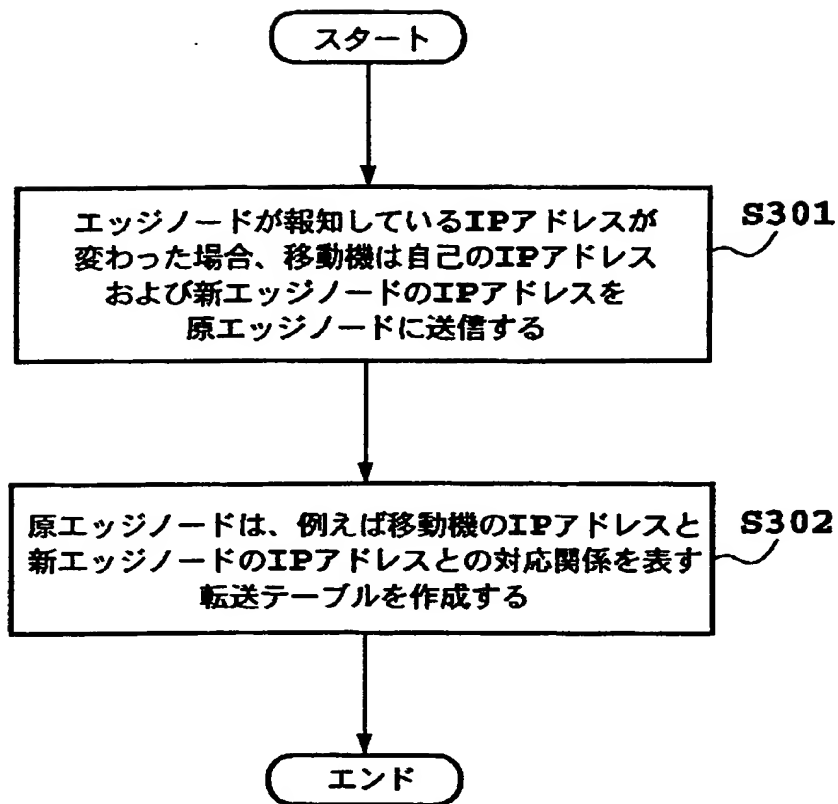 スタート
エッジノードが報知しているIPアドレスが
変わった場合、移動機は自己のIPアドレス
および新エッジノードのIPアドレスを
原エッジノードに送信する
S301
原エッジノードは、例えば移動機のIPアドレスと
新エッジノードのIPアドレスとの対応関係を表す
転送テーブルを作成する
S302
エンド